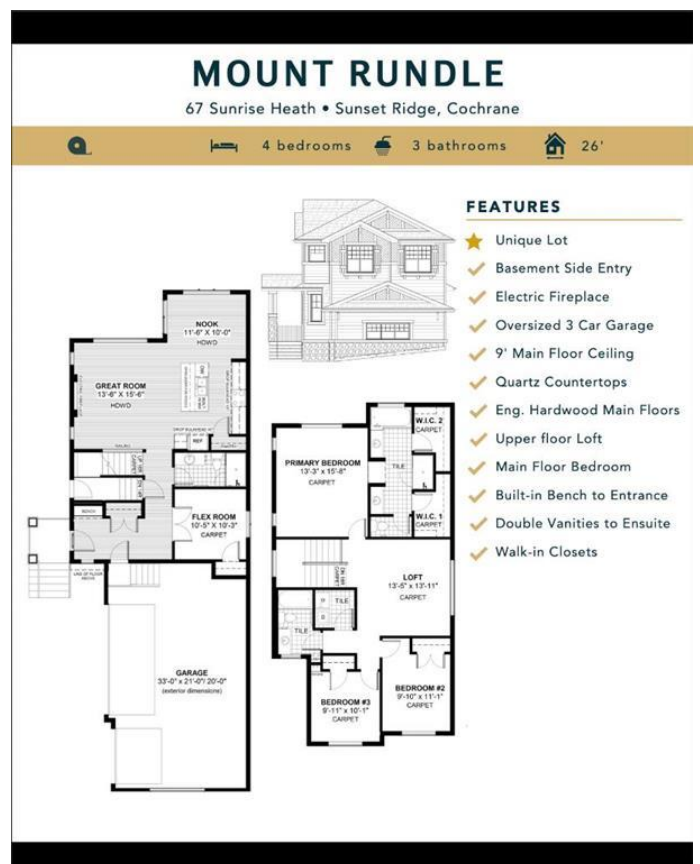 MOUNT RUNDLE
67 Sunrise Heath • Sunset Ridge, Cochrane
4 bedrooms
3 bathrooms
26'
FEATURES
Unique Lot
Basement Side Entry
Electric Fireplace
Oversized 3 Car Garage
9' Main Floor Ceiling
Quartz Countertops
Eng. Hardwood Main Floors
Upper floor Loft
Main Floor Bedroom
Built-in Bench to Entrance
Double Vanities to Ensuite
Walk-in Closets
NOOK
11'-6" X 10'-0"
HDWD
GREAT ROOM
13'-6" X 15'-6"
HDWD
REF
RAILING
FLEX ROOM
10'-5" X 10'-3"
CARPET
BENCH
LINE OF FLOOR
ABOVE
GARAGE
33'-0" x 21'-0"/ 20'-0"
(exterior dimensions)
PRIMARY BEDROOM
13'-3" x 15'-8"
CARPET
W.I.C. 2
CARPET
TILE
W.I.C. 1
CARPET
LOFT
13'-5" x 13'-11"
CARPET
TILE
TILE
BEDROOM #2
9'-10" x 11'-1"
CARPET
BEDROOM #3
9'-11" x 10'-1"
CARPET